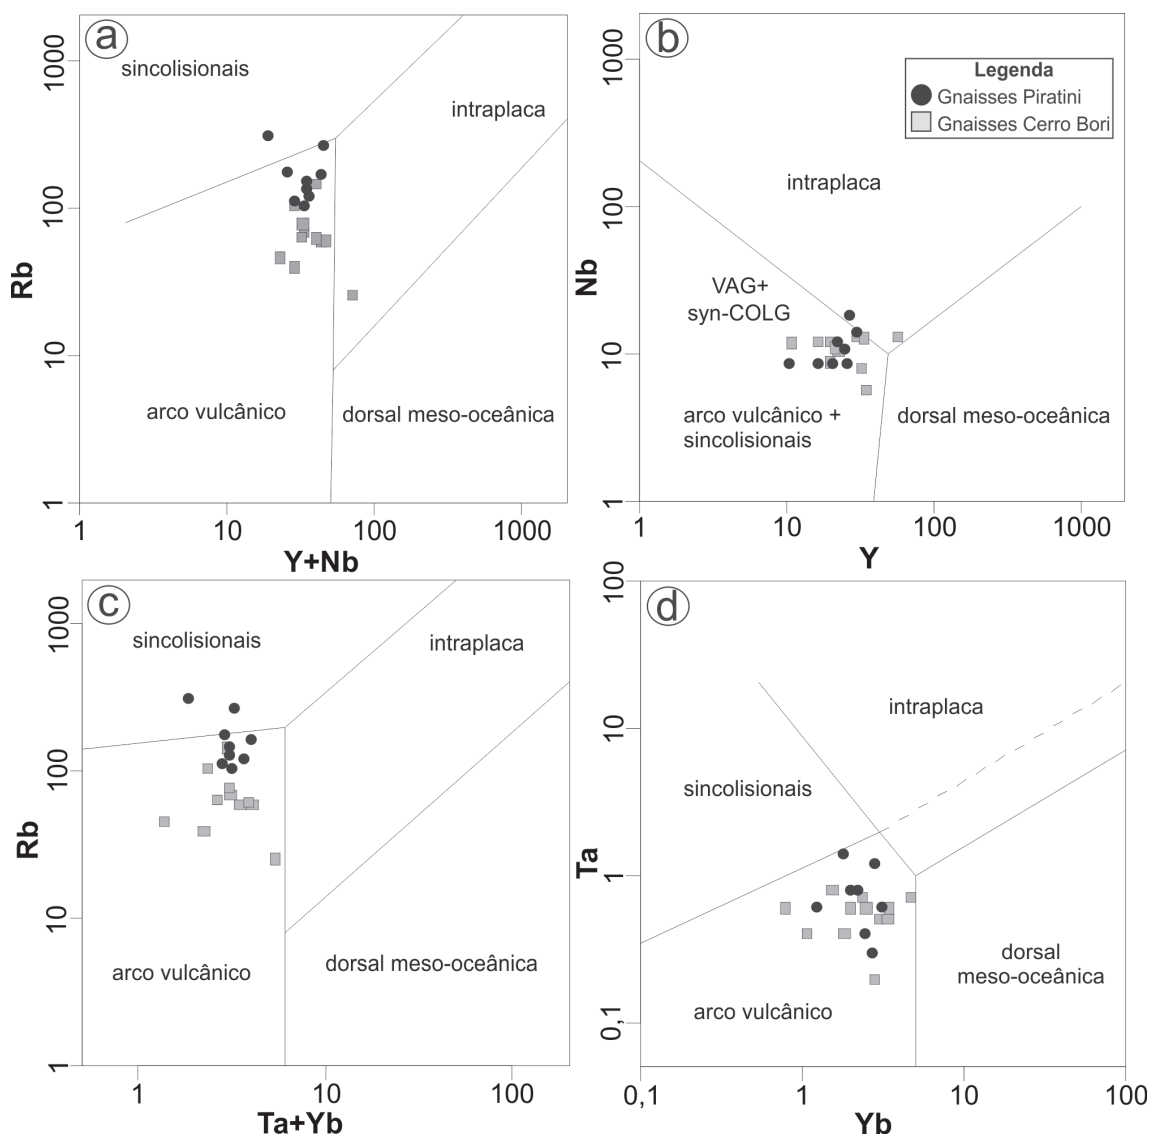 a
sincolisionais
intraplaca
arco vulcânico
dorsal meso-oceânica
Rb
1000
100
10
1
1
10
100
1000
Y+Nb
b
Legenda
Gnaisses Piratini
Gnaisses Cerro Bori
intraplaca
VAG+
syn-COLG
arco vulcânico +
sincolisionais
dorsal meso-oceânica
Nb
1000
100
10
1
1
10
100
1000
Y
c
sincolisionais
intraplaca
arco vulcânico
dorsal meso-oceânica
Rb
1000
100
10
1
1
10
100
Ta+Yb
d
intraplaca
sincolisionais
arco vulcânico
dorsal
meso-oceânica
Ta
100
10
1
0,1
0,1
1
10
100
Yb